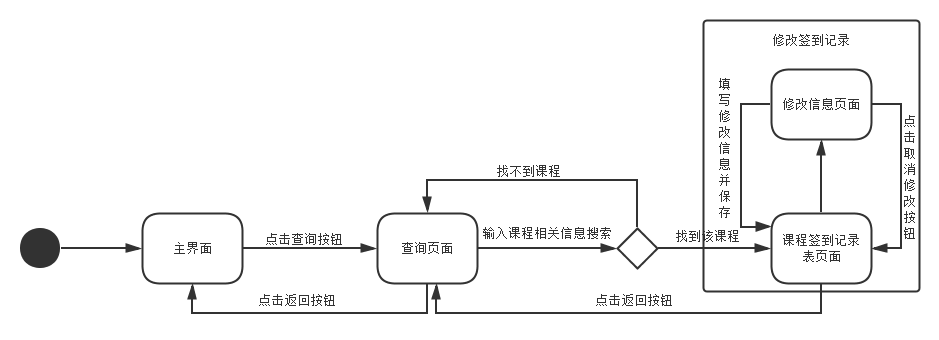 修改签到记录
修改信息页面
填写修改信息并保存
点击取消修改按钮
找不到课程
主界面
点击查询按钮
查询页面
输入课程相关信息搜索
找到该课程
课程签到记录
表页面
点击返回按钮
点击返回按钮